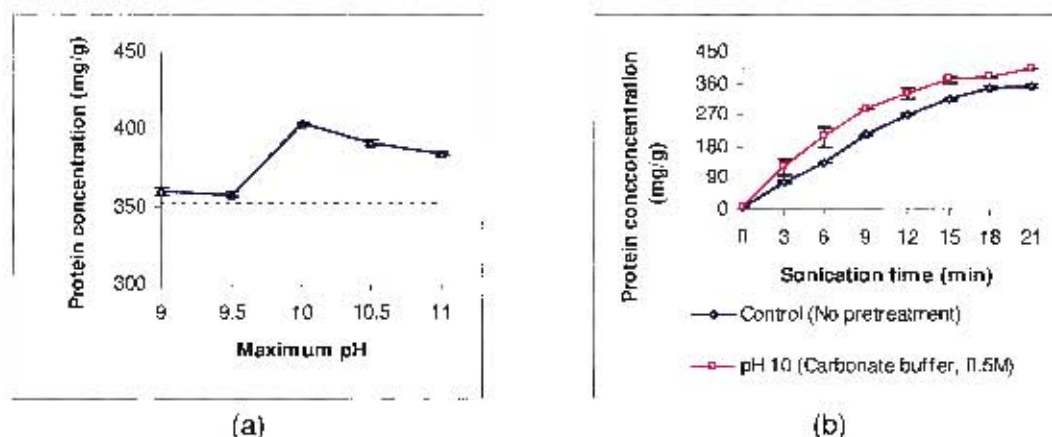 Protein concentration (mg/g)
450
400
350
300
9 9.5 10 10.5 11
Maximum pH
(a)
Protein concconcentration
(mg/g)
450
360
270
180
90
0
0 3 6 9 12 15 18 21
Sonication time (min)
Control (No pretreatment)
pH 10 (Carbonate buffer, 0.5M)
(b)